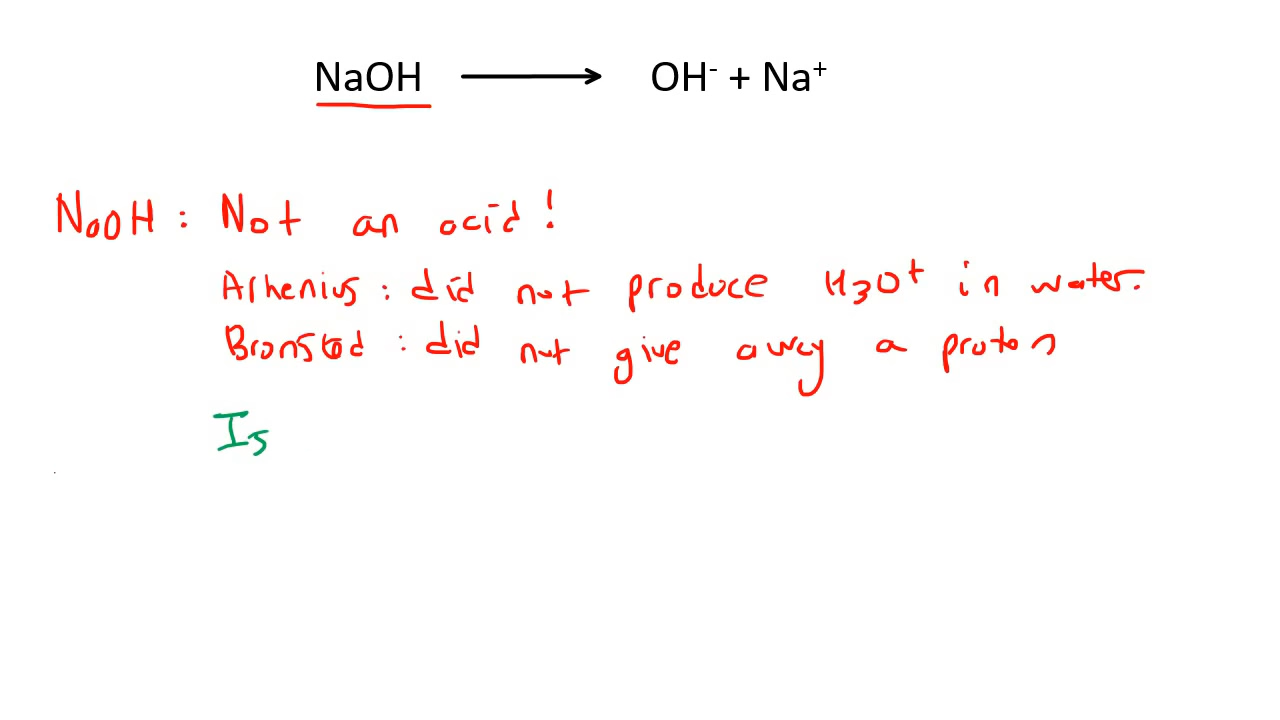 NaOH ⟶ OH⁻ + Na⁺
NaOH : Not an acid!
Arhenius : did not produce H3O⁺ in water.
Bronsted : did not give away a proton
Is